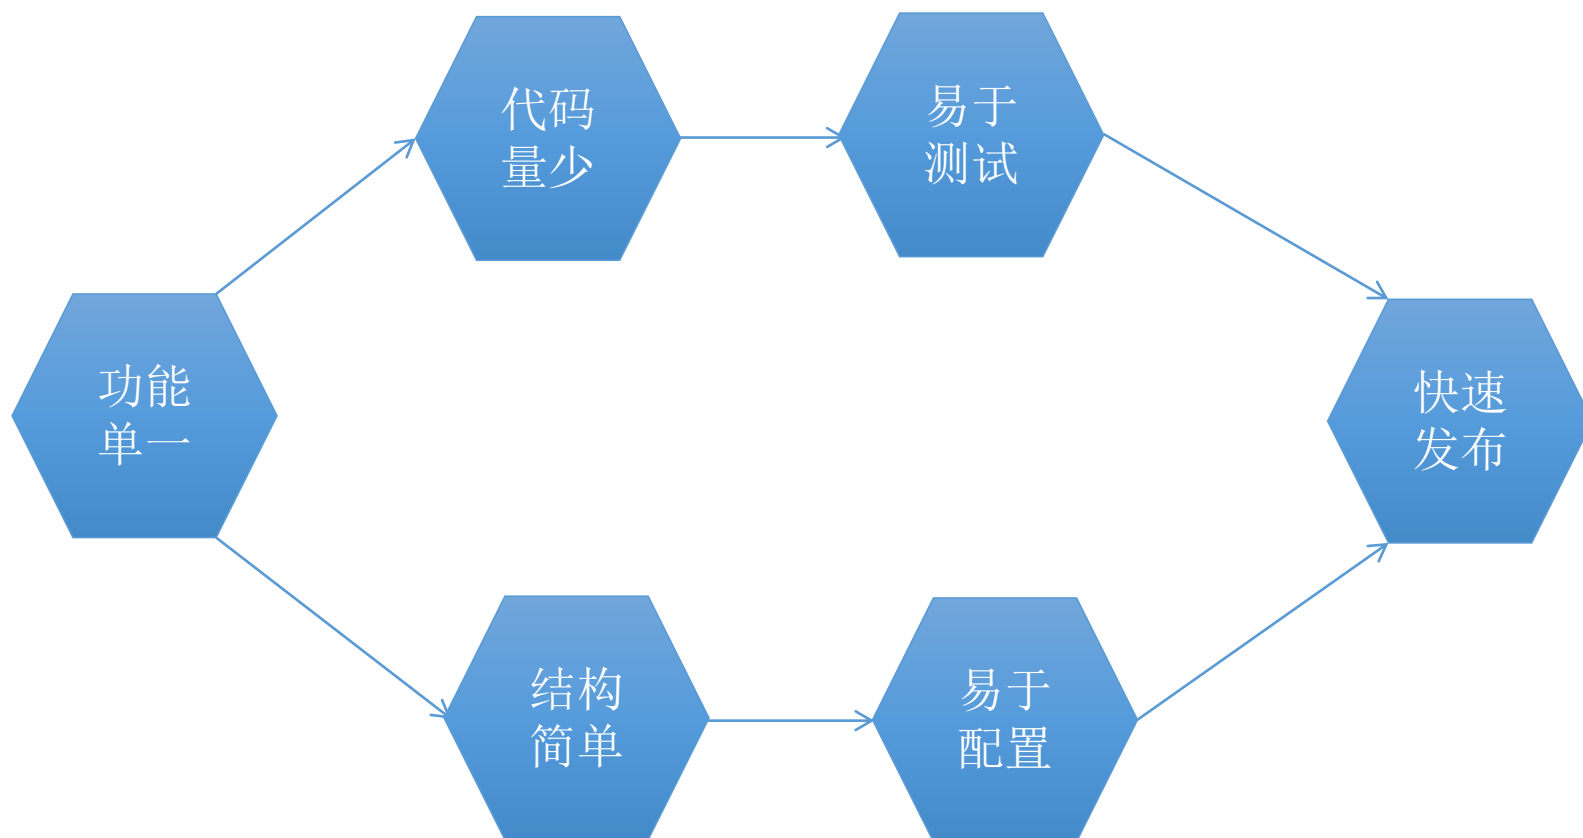 代码
量少
易于
测试
功能
单一
快速
发布
结构
简单
易于
配置